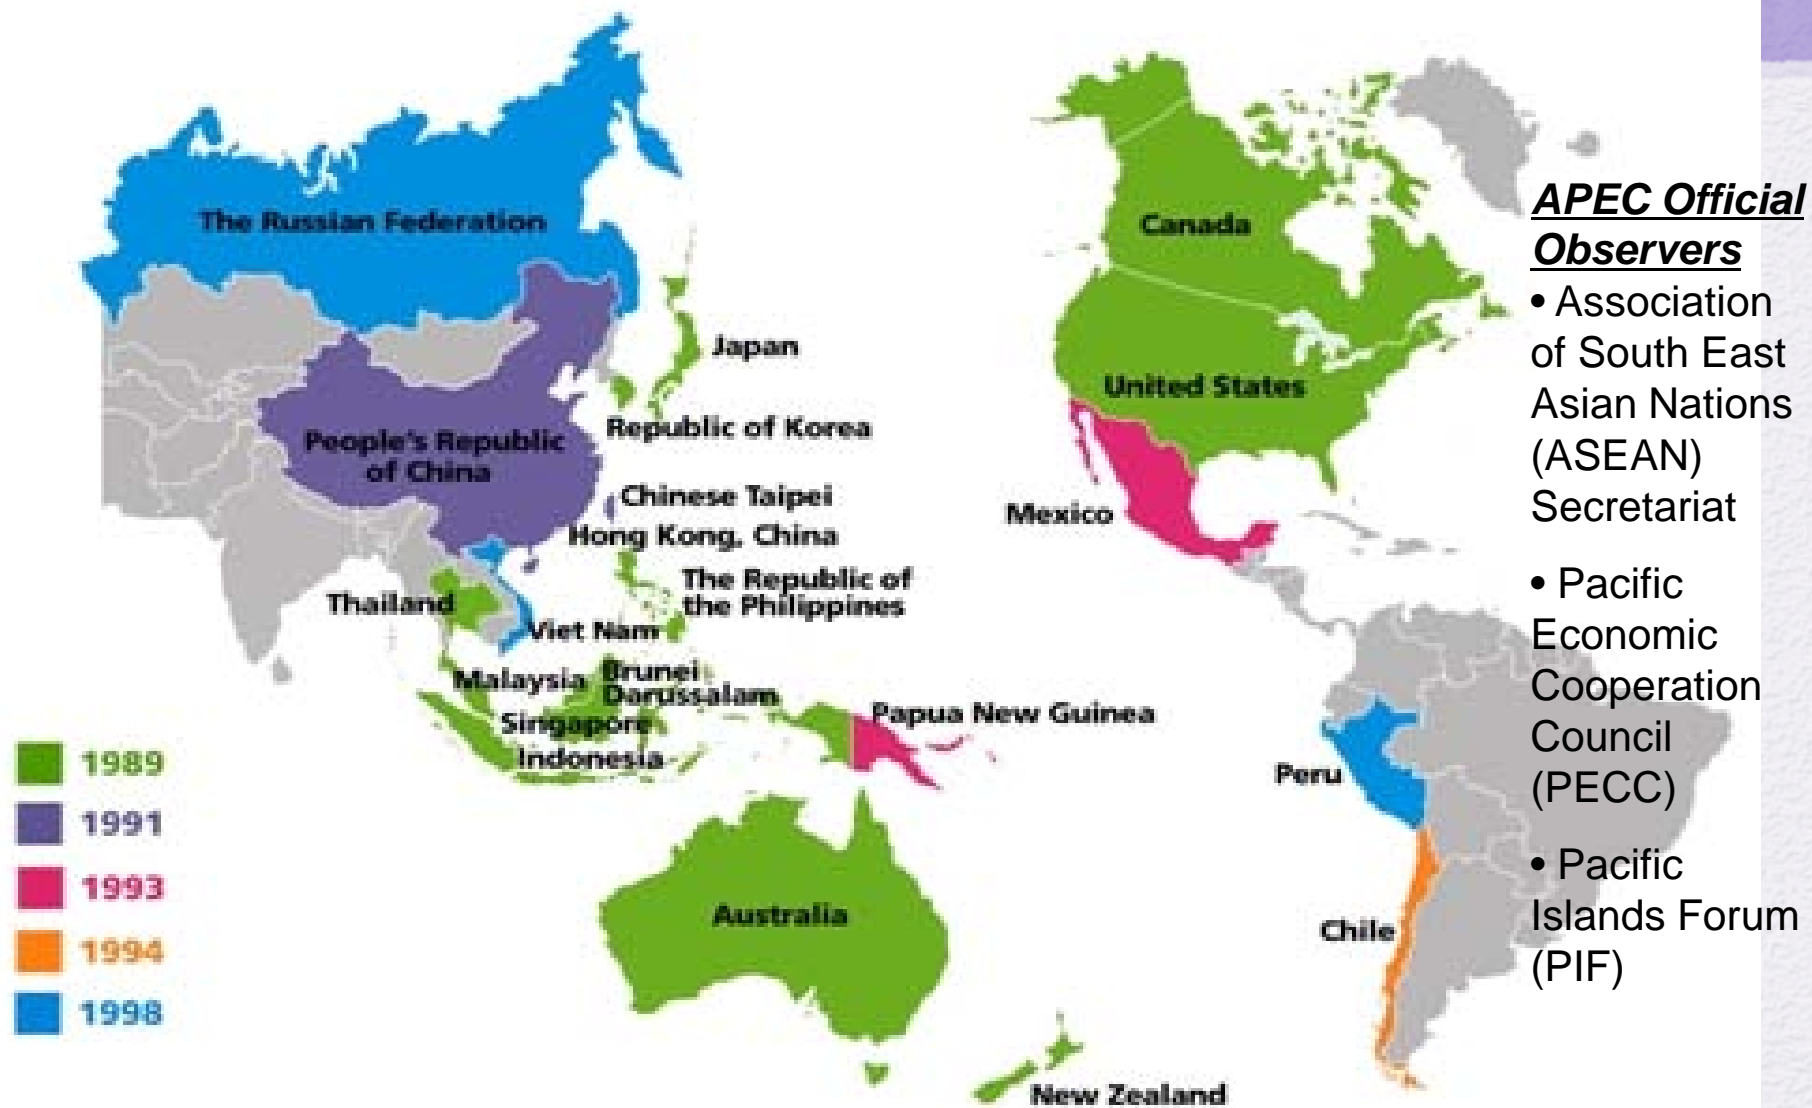 The Russian Federation
Japan
Republic of Korea
People's Republic
of China
Chinese Taipei
Hong Kong, China
The Republic of
the Philippines
Thailand
Viet Nam
Malaysia
Brunei
Darussalam
Singapore
Indonesia
Papua New Guinea
Australia
New Zealand
Canada
United States
Mexico
Peru
Chile
1989
1991
1993
1994
1998
APEC Official
Observers
• Association
of South East
Asian Nations
(ASEAN)
Secretariat
• Pacific
Economic
Cooperation
Council
(PECC)
• Pacific
Islands Forum
(PIF)